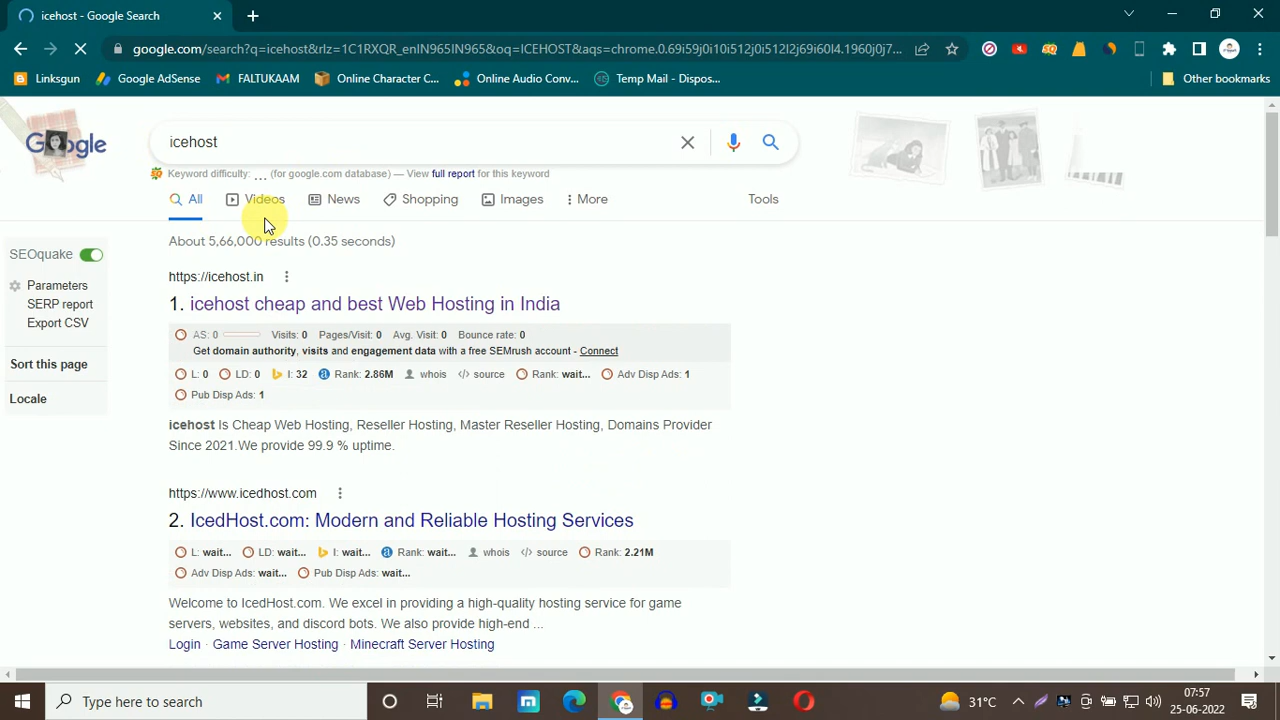 icehost - Google Search
google.com/search?q=icehost&rlz=1C1RXQR_enIN965IN965&oq=ICEHOST&aqs=chrome.0.69i59j0i10i512j0i512l2j69i60l4.1960j0j7...
Linksgun
Google AdSense
FALTUKAAM
Online Character C...
Online Audio Conv...
Temp Mail - Dispos...
Other bookmarks
Google
icehost
Keyword difficulty: ... (for google.com database) — View full report for this keyword
All
Videos
News
Shopping
Images
More
Tools
About 5,66,000 results (0.35 seconds)
SEOquake
Parameters
SERP report
Export CSV
Sort this page
Locale
https://icehost.in
1. icehost cheap and best Web Hosting in India
AS: 0 Visits: 0 Pages/Visit: 0 Avg. Visit: 0 Bounce rate: 0
Get domain authority, visits and engagement data with a free SEMrush account - Connect
L: 0 LD: 0 I: 32 Rank: 2.86M whois source Rank: wait... Adv Disp Ads: 1
Pub Disp Ads: 1
icehost Is Cheap Web Hosting, Reseller Hosting, Master Reseller Hosting, Domains Provider
Since 2021.We provide 99.9 % uptime.
https://www.icedhost.com
2. IcedHost.com: Modern and Reliable Hosting Services
L: wait... LD: wait... I: wait... Rank: wait... whois source Rank: 2.21M
Adv Disp Ads: wait... Pub Disp Ads: wait...
Welcome to IcedHost.com. We excel in providing a high-quality hosting service for game
servers, websites, and discord bots. We also provide high-end ...
Login · Game Server Hosting · Minecraft Server Hosting
Type here to search
31°C
07:57
25-06-2022